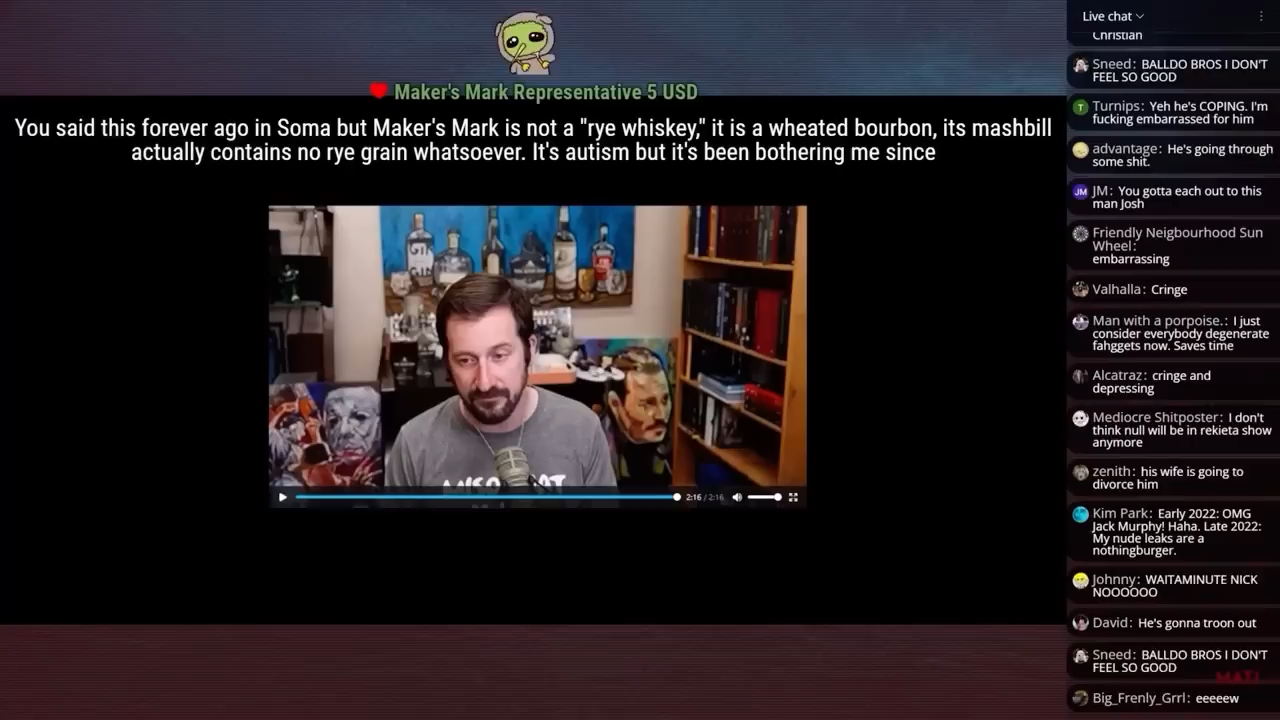 Maker's Mark Representative 5 USD
You said this forever ago in Soma but Maker's Mark is not a "rye whiskey," it is a wheated bourbon, its mashbill
actually contains no rye grain whatsoever. It's autism but it's been bothering me since
GIN
GIN
2:16 / 2:16
Live chat
Christian
Sneed: BALLDO BROS I DON'T
FEEL SO GOOD
Turnips: Yeh he's COPING. I'm
fucking embarrassed for him
advantage: He's going through
some shit.
JM: You gotta each out to this
man Josh
Friendly Neigbourhood Sun
Wheel:
embarrassing
Valhalla: Cringe
Man with a porpoise.: I just
consider everybody degenerate
fahggets now. Saves time
Alcatraz: cringe and
depressing
Mediocre Shitposter: I don't
think null will be in rekieta show
anymore
zenith: his wife is going to
divorce him
Kim Park: Early 2022: OMG
Jack Murphy! Haha. Late 2022:
My nude leaks are a
nothingburger.
Johnny: WAITAMINUTE NICK
NOOOOOO
David: He's gonna troon out
Sneed: BALLDO BROS I DON'T
FEEL SO GOOD
Big_Frenly_Grrl: eeeeew